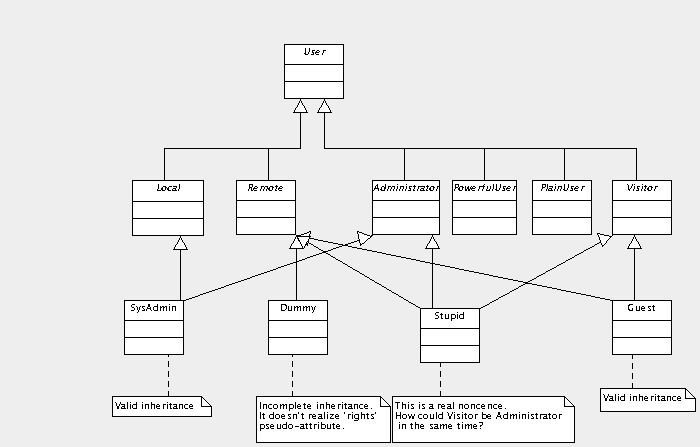 User
Local
Remote
Administrator
PowerfulUser
PlainUser
Visitor
SysAdmin
Dummy
Stupid
Guest
Valid inheritance
Incomplete inheritance.
It doesn't realize 'rights'
pseudo-attribute.
This is a real noncence.
How could Visitor be Administrator
in the same time?
Valid inheritance